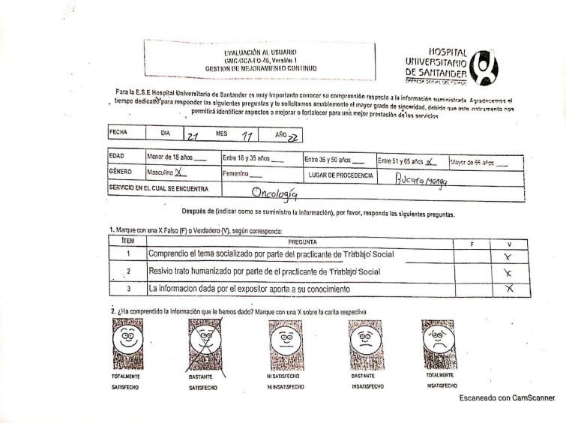 EVALUACIÓN AL USUARIO
GMC-GCA-FO-46, Versión 1
GESTION DE MEJORAMIENTO CONTINUO
HOSPITAL
UNIVERSITARIO
DE SANTANDER
EMPRESA SOCIAL DEL ESTADO
Para la E.S.E Hospital Universitario de Santander es muy importante conocer su comprensión respecto a la información suministrada. Agradecemos el
tiempo dedicado para responder las siguientes preguntas y le solicitamos amablemente el mayor grado de sinceridad, debido que este instrumento nos
permitirá identificar aspectos a mejorar o fortalecer para una mejor prestación de los servicios
FECHA DIA 21 MES 11 AÑO 22
EDAD Menor de 18 años ___ Entre 18 y 35 años ___ Entre 36 y 50 años ___ Entre 51 y 65 años X Mayor de 65 años ___
GÉNERO Masculino X Femenino ___ LUGAR DE PROCEDENCIA Bucaramanga
SERVICIO EN EL CUAL SE ENCUENTRA Oncología
Después de (indicar como se suministro la información), por favor, responda las siguientes preguntas.
1. Marque con una X Falso (F) o Verdadero (V), según corresponda:
ÍTEM PREGUNTA F V
1 Comprendio el tema socializado por parte del practicante de Trabajo Social X
2 Resivio trato humanizado por parte de el practicante de Trabajo Social X
3 La informacion dada por el expositor aporta a su conocimiento X
2. ¿Ha comprendido la información que le hemos dado? Marque con una X sobre la carita respectiva
TOTALMENTE BASTANTE NI SATISFECHO BASTANTE TOTALMENTE
SATISFECHO SATISFECHO NI INSATISFECHO INSATISFECHO INSATISFECHO
Escaneado con CamScanner